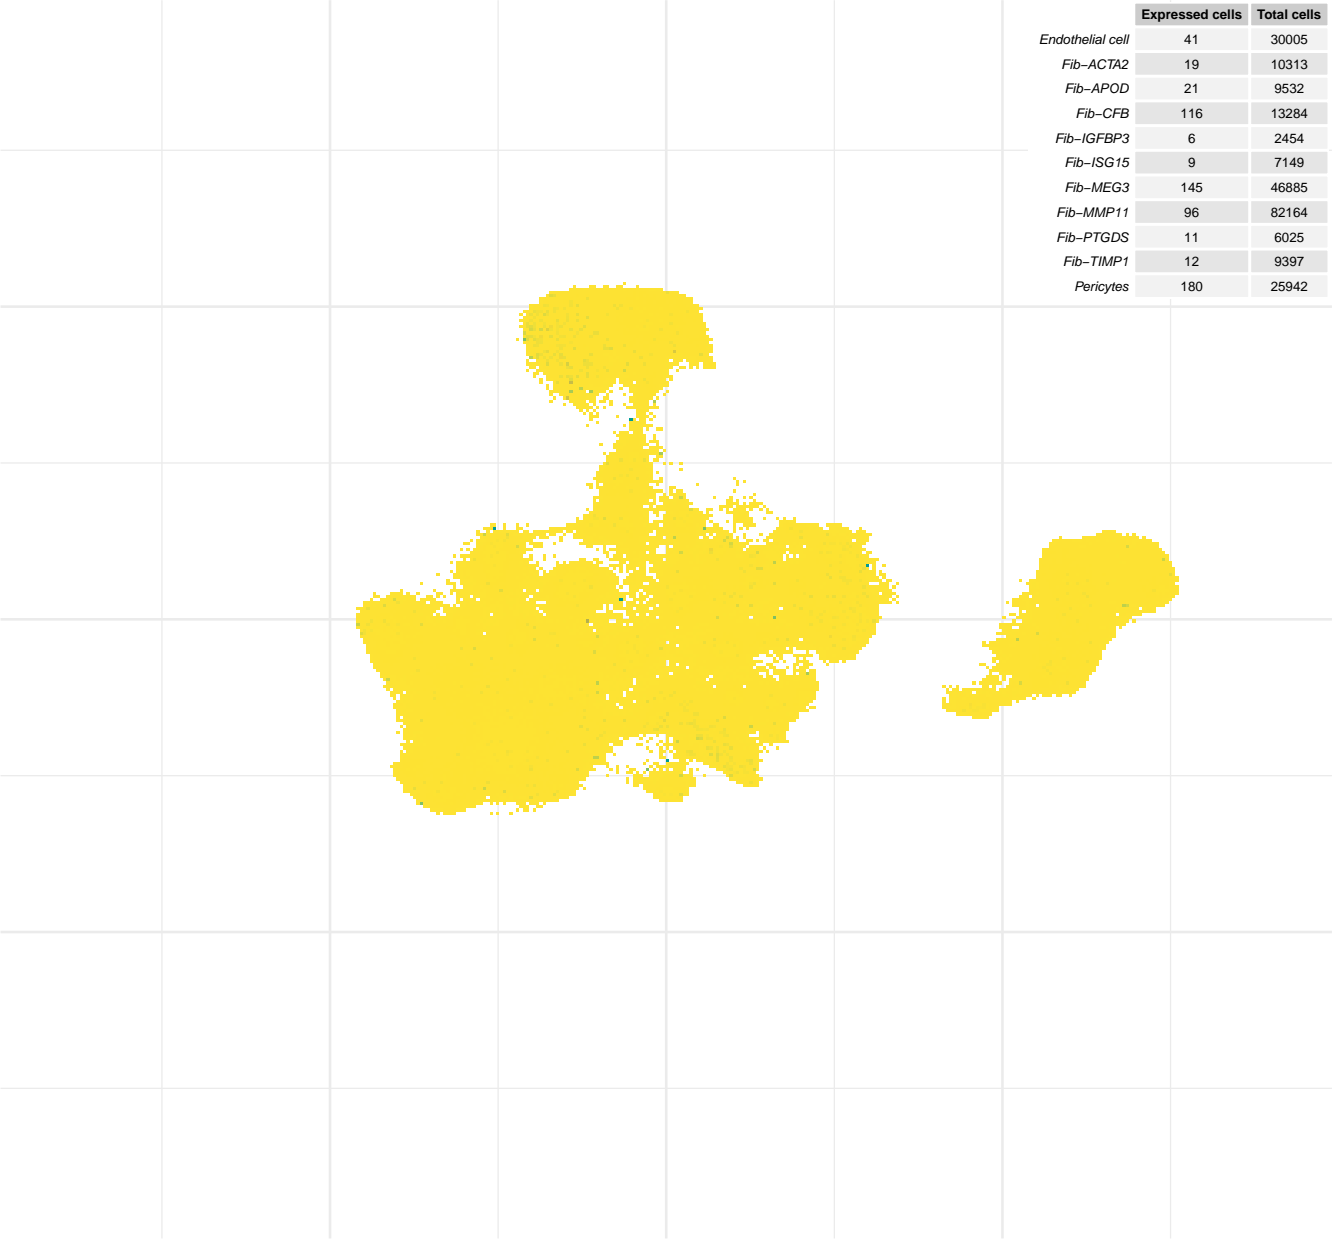 Expressed cells Total cells
Endothelial cell 41 30005
Fib−ACTA2 19 10313
Fib−APOD 21 9532
Fib−CFB 116 13284
Fib−IGFBP3 6 2454
Fib−ISG15 9 7149
Fib−MEG3 145 46885
Fib−MMP11 96 82164
Fib−PTGDS 11 6025
Fib−TIMP1 12 9397
Pericytes 180 25942